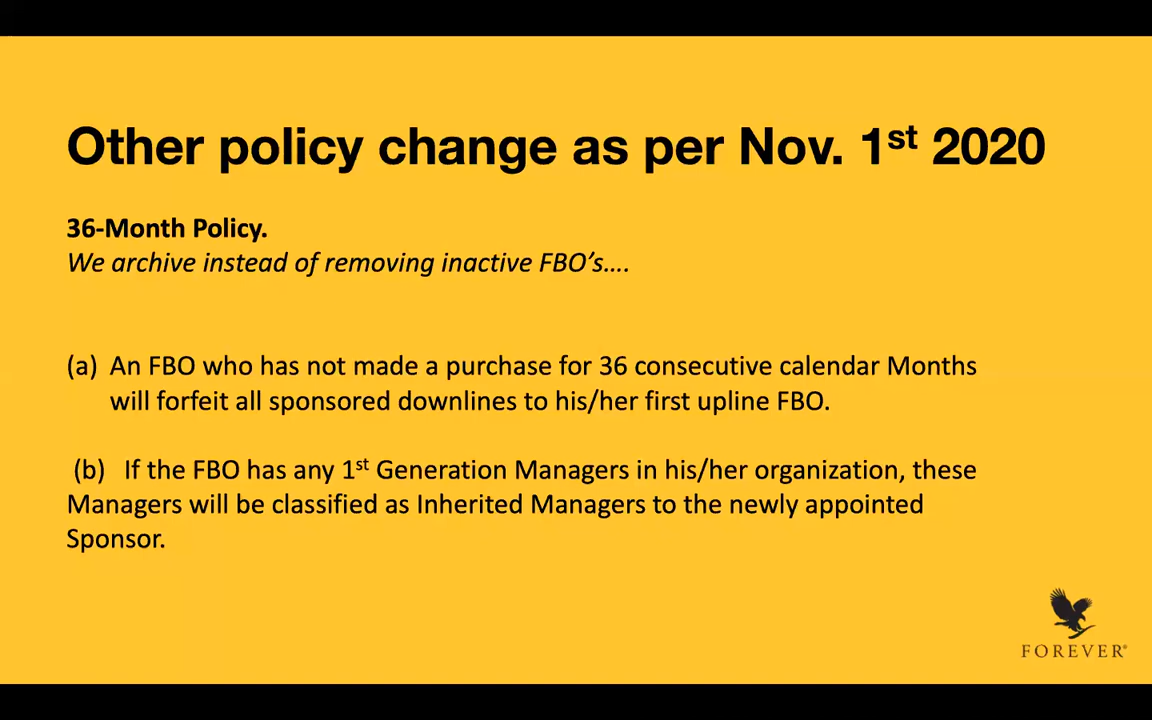 Other policy change as per Nov. 1st 2020
36-Month Policy.
We archive instead of removing inactive FBO’s….
(a) An FBO who has not made a purchase for 36 consecutive calendar Months
will forfeit all sponsored downlines to his/her first upline FBO.
(b) If the FBO has any 1st Generation Managers in his/her organization, these
Managers will be classified as Inherited Managers to the newly appointed
Sponsor.
FOREVER®